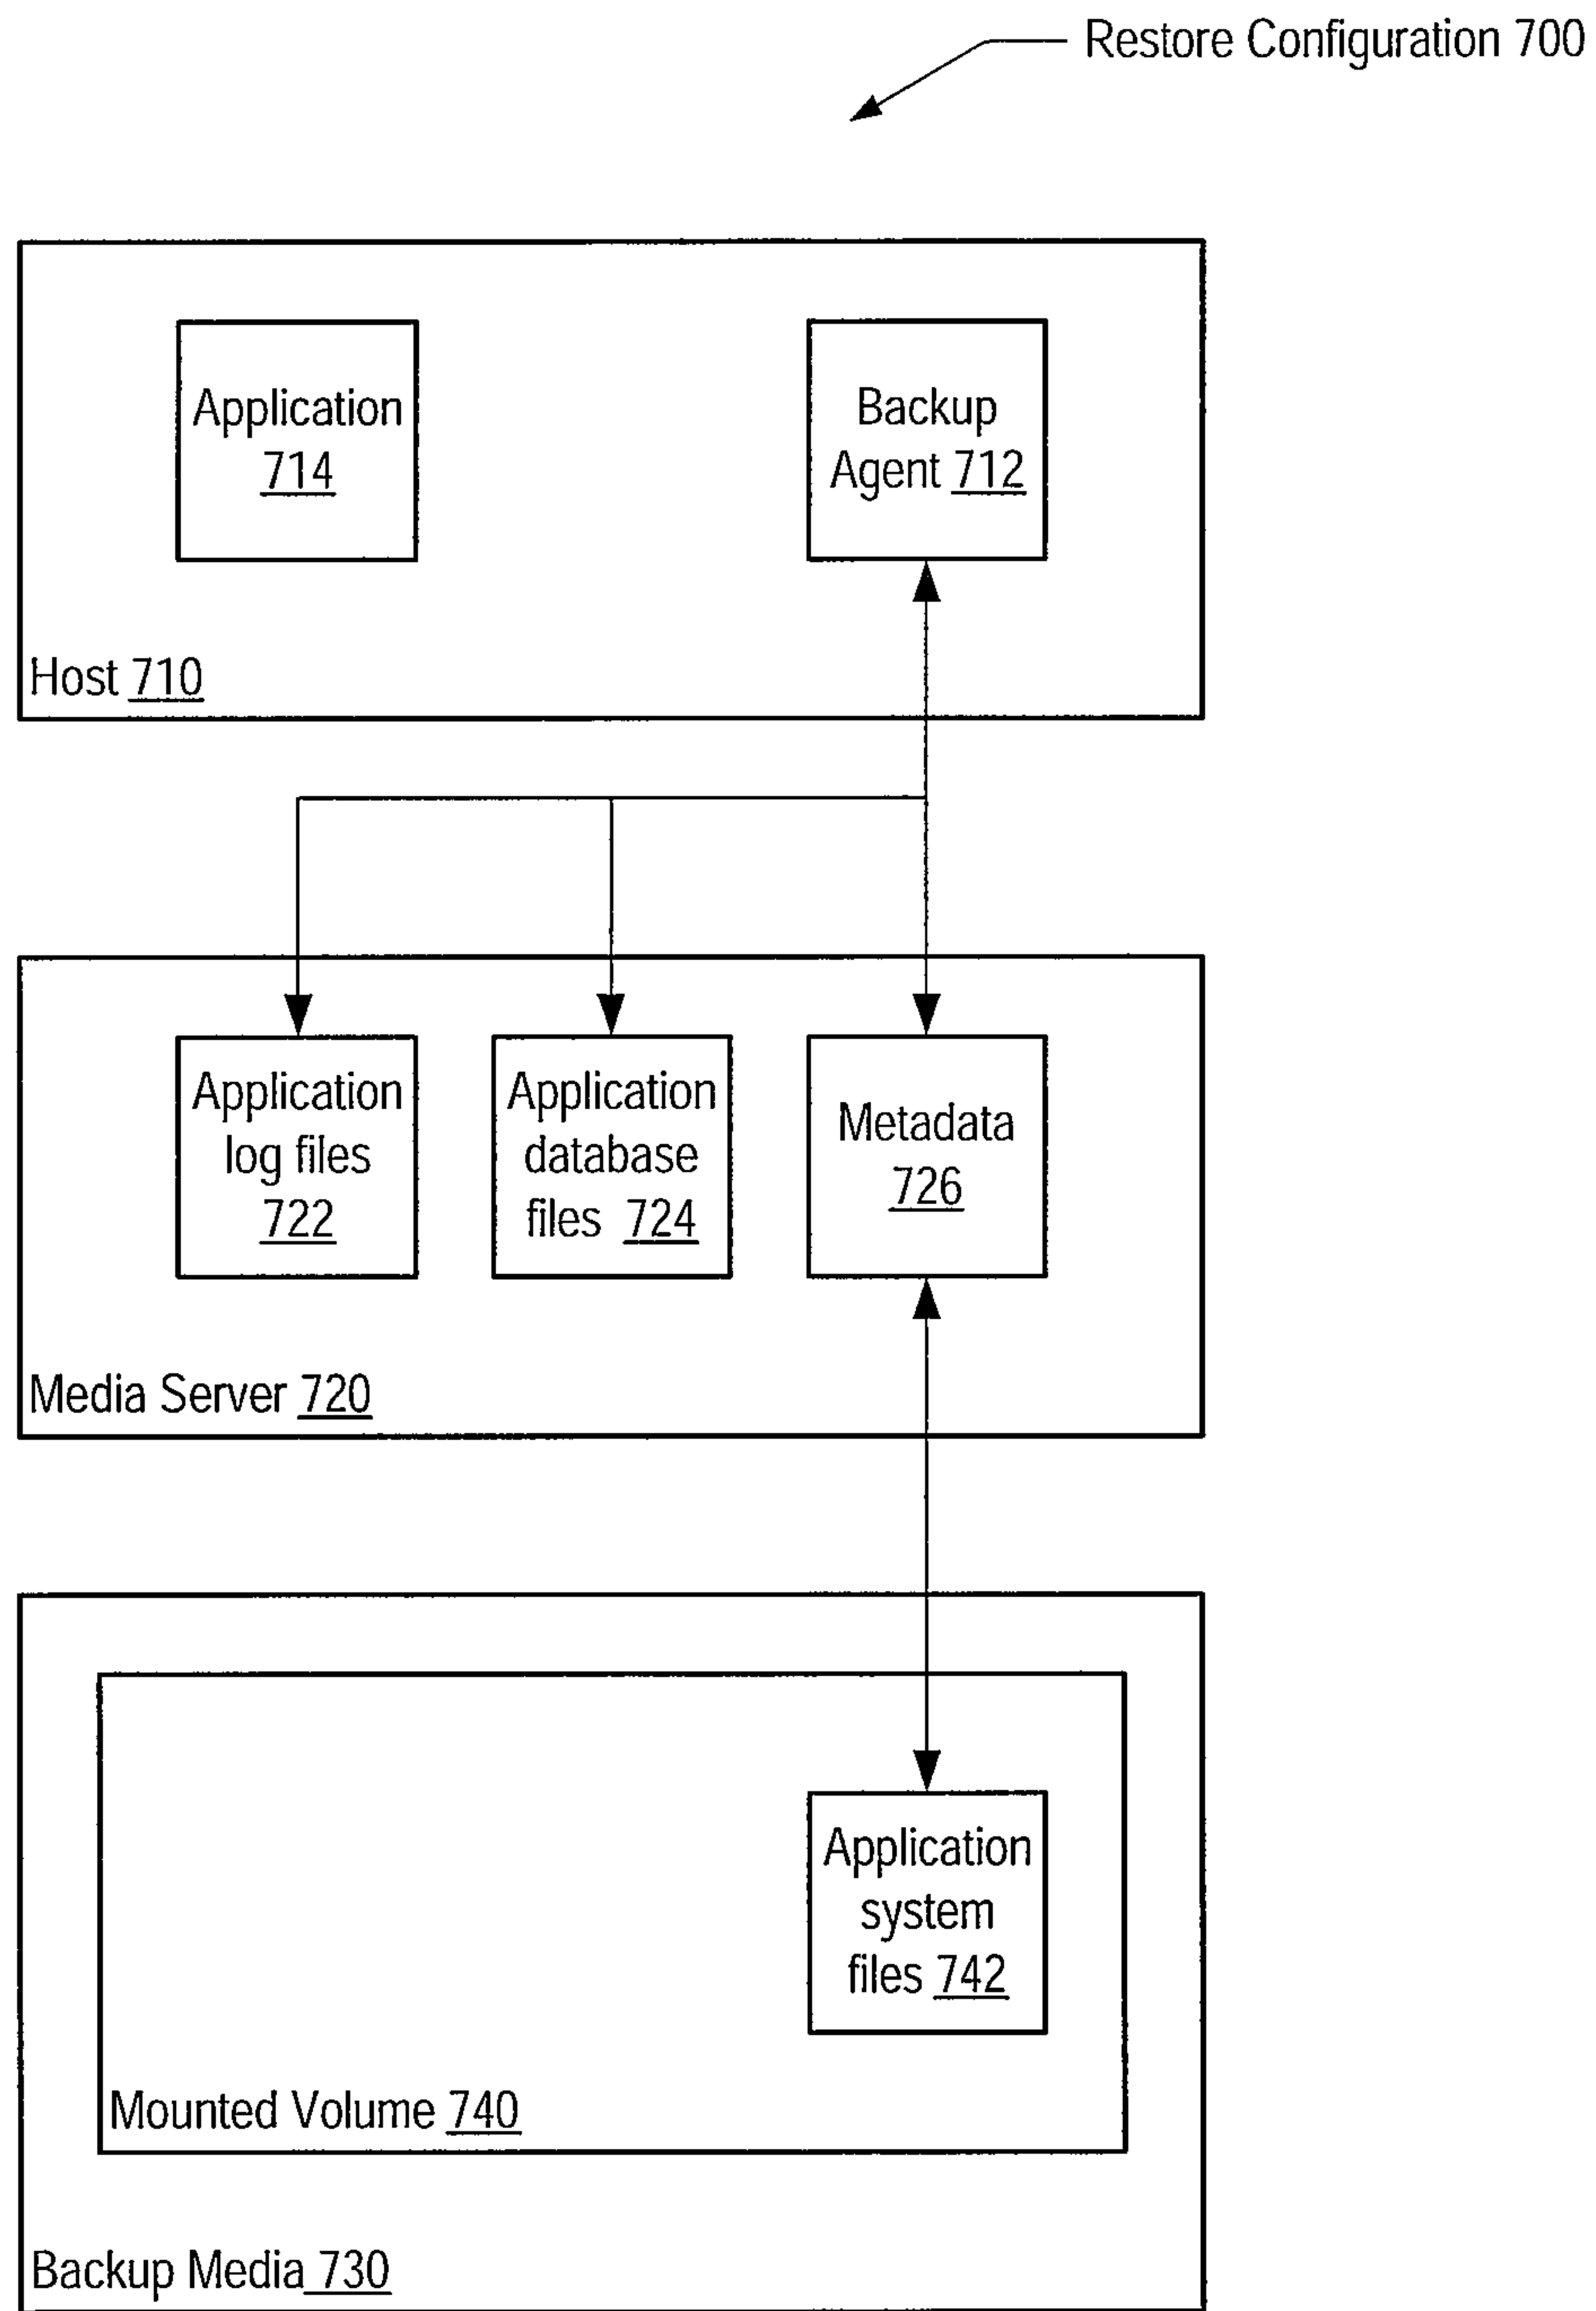 Restore Configuration 700
Application
714
Backup
Agent 712
Host 710
Application
log files
722
Application
database
files 724
Metadata
726
Media Server 720
Application
system
files 742
Mounted Volume 740
Backup Media 730